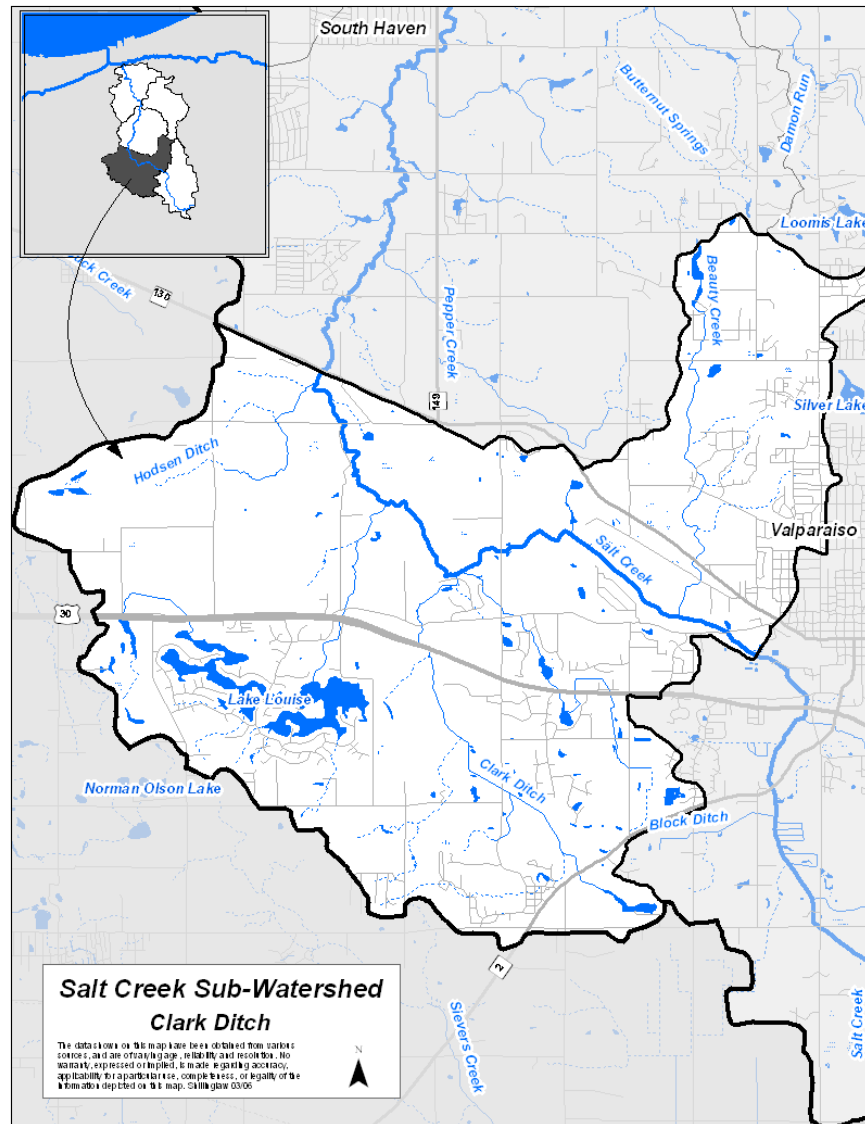 South Haven
Butternut Springs
Damon Run
Loomis Lake
Beauty Creek
Creek
130
Pepper Creek
149
Silver Lake
Hodsen Ditch
Valparaiso
Salt Creek
30
Lake Louise
Norman Olson Lake
Clark Ditch
Block Ditch
2
Sievers Creek
Salt Creek
Salt Creek Sub-Watershed
Clark Ditch
The data shown on this map have been obtained from various
sources, and are of varying age, reliability and resolution. No
warranty, expressed or implied, is made regarding accuracy,
applicability for a particular use, completeness, or legality of the
information depicted on this map. Shillinglaw 03/06
N